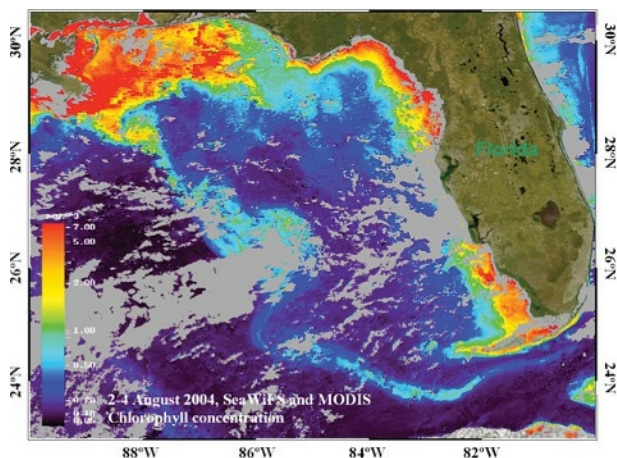 30°N
30°N
Florida
28°N
28°N
7.00
5.00
26°N
2.00
26°N
1.00
0.50
24°N
24°N
2-4 August 2004, SeaWiFS and MODIS
Chlorophyll concentration
88°W
86°W
84°W
82°W
80°W